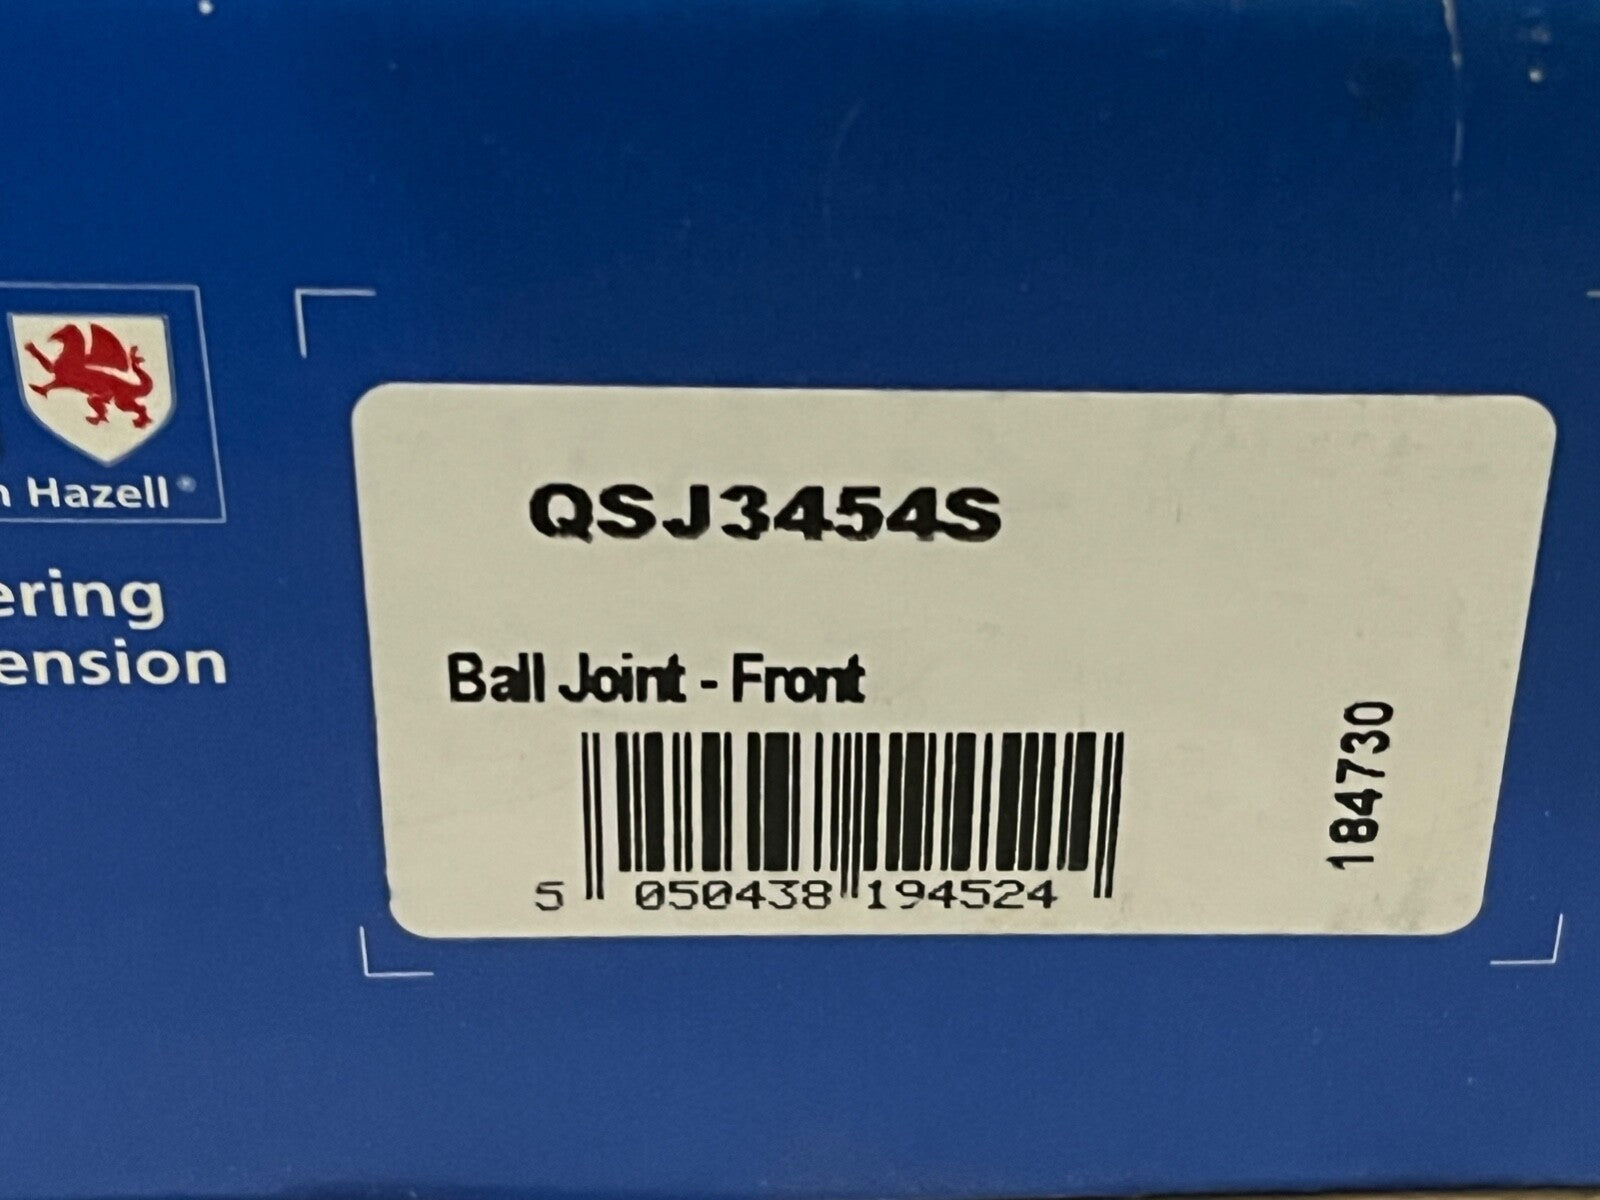 Hazell®
ering
ension
QSJ3454S
Ball Joint - Front
5 050438 194524
184730